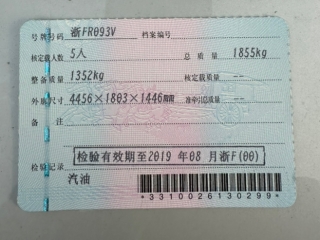 号牌号码 浙FR093V 档案编号
核定载人数 5人 总质量 1855kg
整备质量 1352kg 核定载质量 --
外廓尺寸 4456×1803×1446mm 准牵引总质量 --
备注
检验有效期至2019 年08 月浙F(00)
检验记录
汽油
*3310026130299*